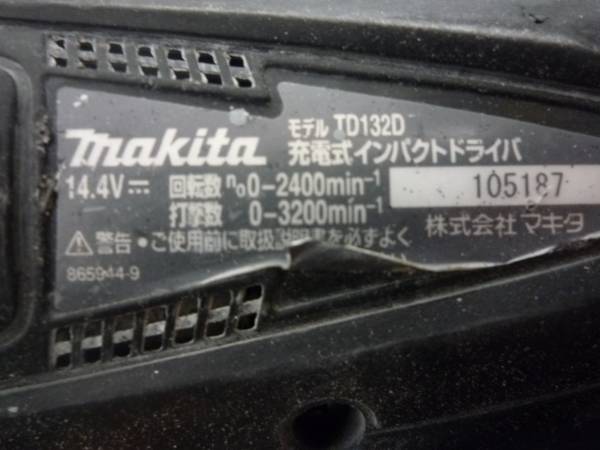 makita
モデル TD132D
充電式インパクトドライバ
14.4V⎓ 回転数 n₀0-2400min⁻¹
105187
打撃数 0-3200min⁻¹
株式会社 マキタ
⚠警告・ご使用前に取扱説明書を必ずよく
865944-9